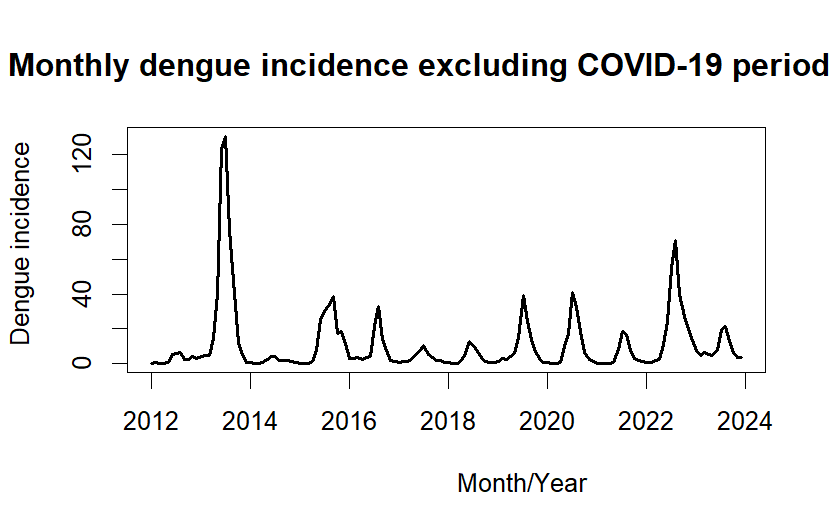 Monthly dengue incidence excluding COVID-19 period
Dengue incidence
120
80
40
0
2012 2014 2016 2018 2020 2022 2024
Month/Year